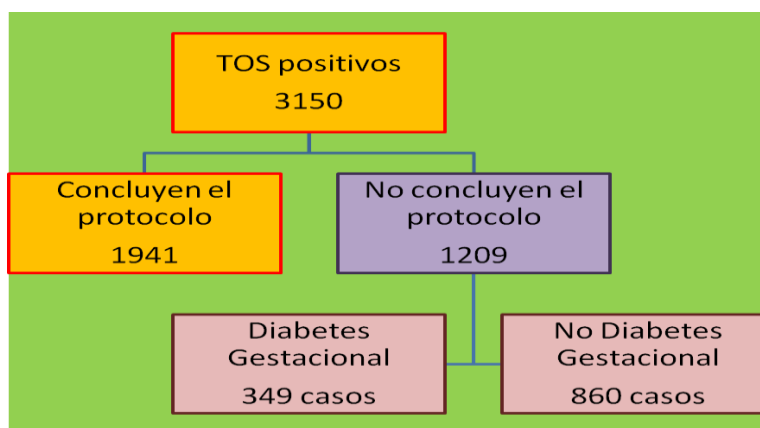 TOS positivos
3150
Concluyen el
protocolo
1941
No concluyen el
protocolo
1209
Diabetes
Gestacional
349 casos
No Diabetes
Gestacional
860 casos